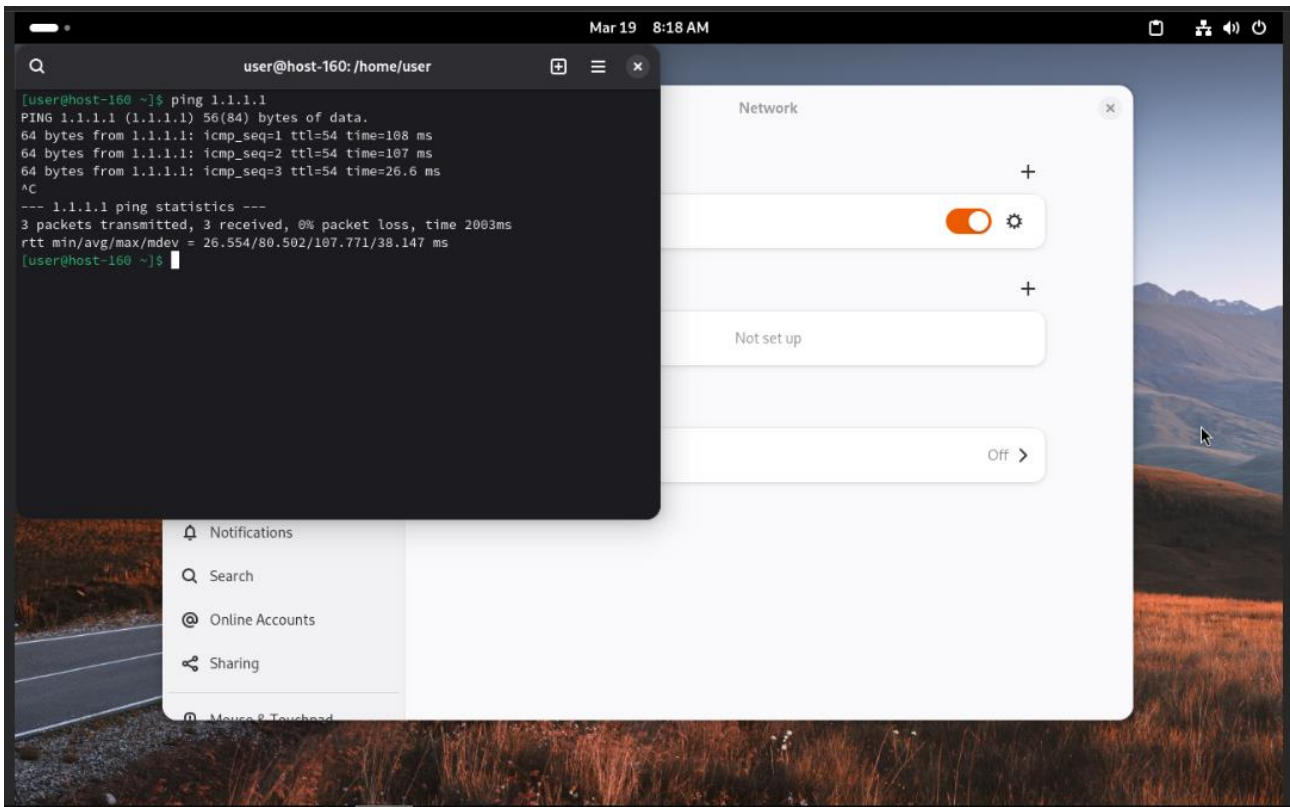 Mar 19 8:18 AM
user@host-160: /home/user
[user@host-160 ~]$ ping 1.1.1.1
PING 1.1.1.1 (1.1.1.1) 56(84) bytes of data.
64 bytes from 1.1.1.1: icmp_seq=1 ttl=54 time=108 ms
64 bytes from 1.1.1.1: icmp_seq=2 ttl=54 time=107 ms
64 bytes from 1.1.1.1: icmp_seq=3 ttl=54 time=26.6 ms
^C
--- 1.1.1.1 ping statistics ---
3 packets transmitted, 3 received, 0% packet loss, time 2003ms
rtt min/avg/max/mdev = 26.554/80.502/107.771/38.147 ms
[user@host-160 ~]$
Network
Not set up
Off
Notifications
Search
Online Accounts
Sharing
Mouse & Touchpad